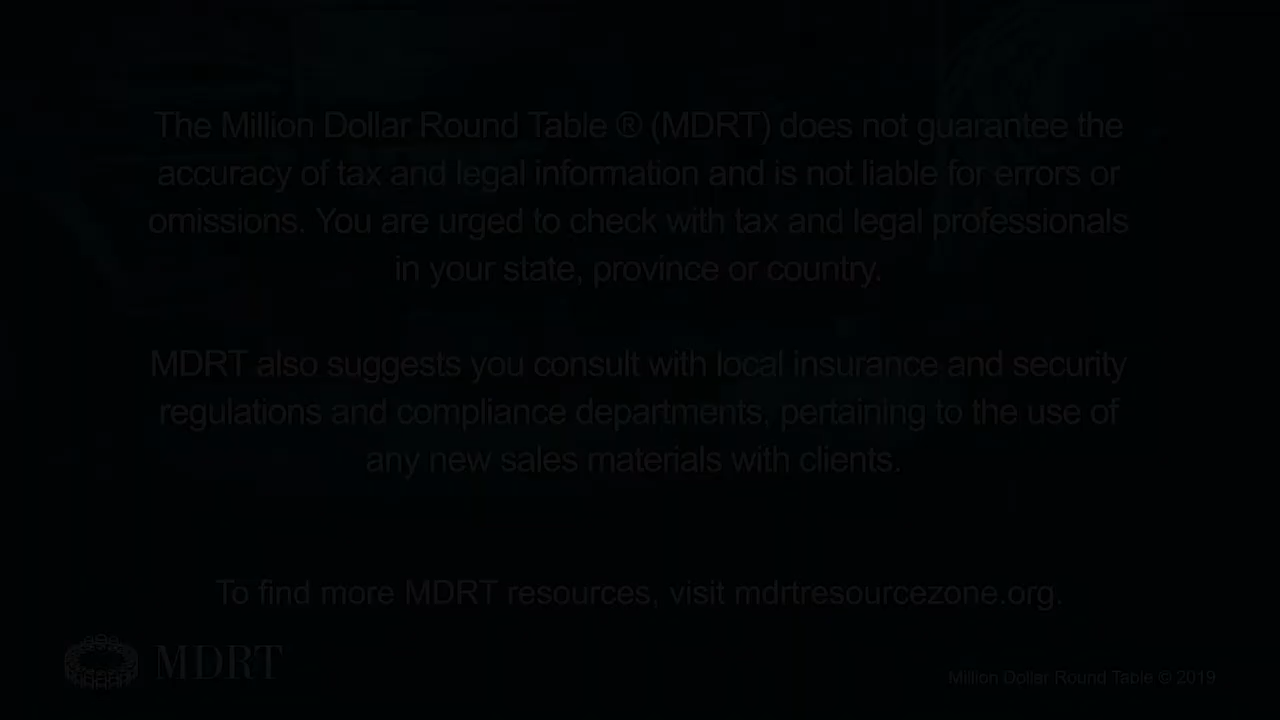 The Million Dollar Round Table ® (MDRT) does not guarantee the
accuracy of tax and legal information and is not liable for errors or
omissions. You are urged to check with tax and legal professionals
in your state, province or country.
MDRT also suggests you consult with local insurance and security
regulations and compliance departments, pertaining to the use of
any new sales materials with clients.
To find more MDRT resources, visit mdrtresourcezone.org.
MDRT
Million Dollar Round Table © 2019